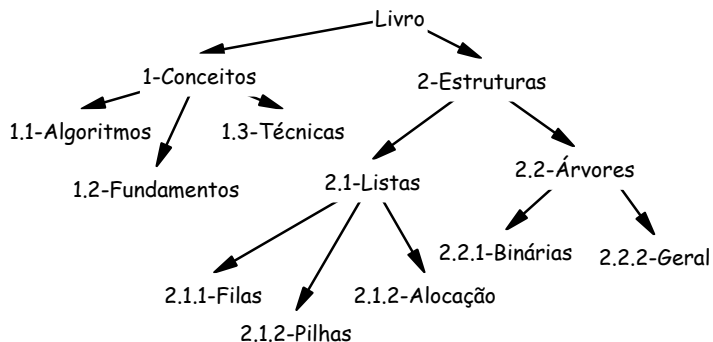 Livro
1-Conceitos
2-Estruturas
1.1-Algoritmos
1.3-Técnicas
1.2-Fundamentos
2.1-Listas
2.2-Árvores
2.2.1-Binárias
2.2.2-Geral
2.1.1-Filas
2.1.2-Alocação
2.1.2-Pilhas